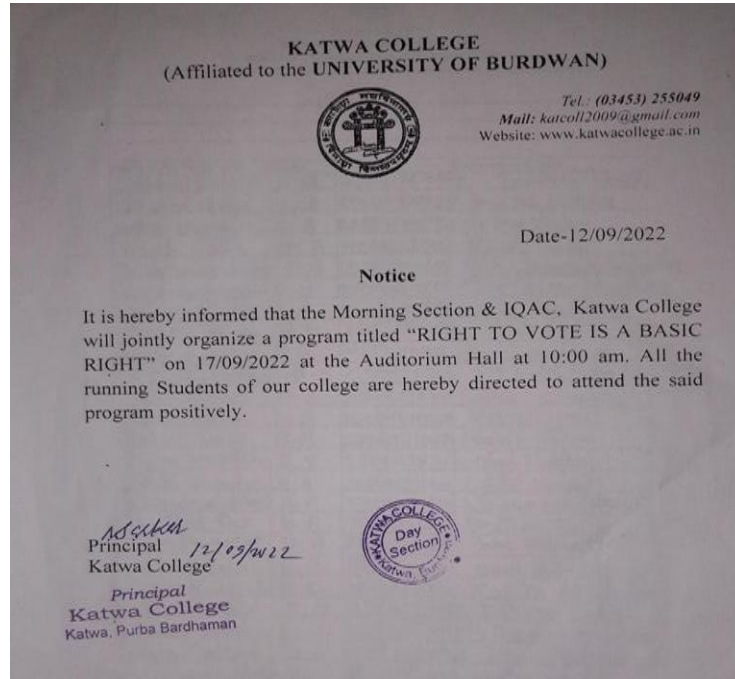 KATWA COLLEGE
(Affiliated to the UNIVERSITY OF BURDWAN)
Tel.: (03453) 255049
Mail: katcoll2009@gmail.com
Website: www.katwacollege.ac.in
Date-12/09/2022
Notice
It is hereby informed that the Morning Section & IQAC, Katwa College
will jointly organize a program titled “RIGHT TO VOTE IS A BASIC
RIGHT” on 17/09/2022 at the Auditorium Hall at 10:00 am. All the
running Students of our college are hereby directed to attend the said
program positively.
Principal 12/09/2022
Katwa College
Principal
Katwa College
Katwa, Purba Bardhaman
KATWA COLLEGE
Day
Section
Katwa,